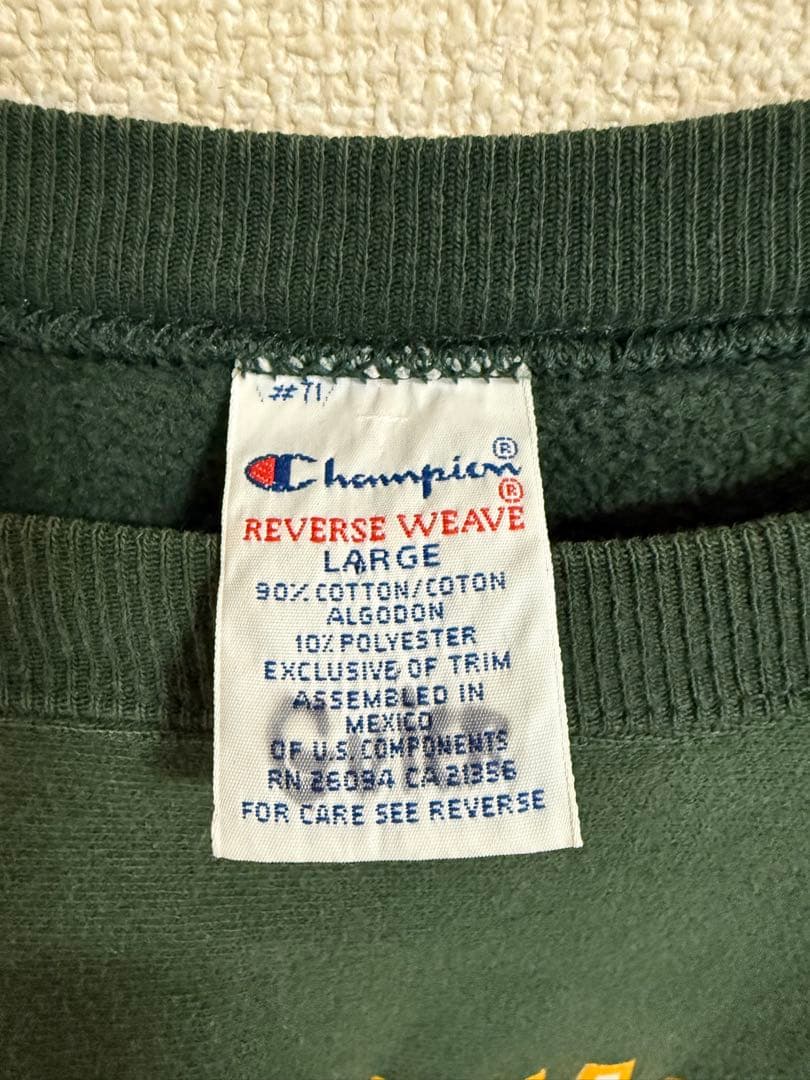 #71
Champion®
REVERSE WEAVE®
LARGE
90% COTTON/COTON
ALGODON
10% POLYESTER
EXCLUSIVE OF TRIM
ASSEMBLED IN
MEXICO
OF U.S. COMPONENTS
RN 26094 CA 21356
FOR CARE SEE REVERSE